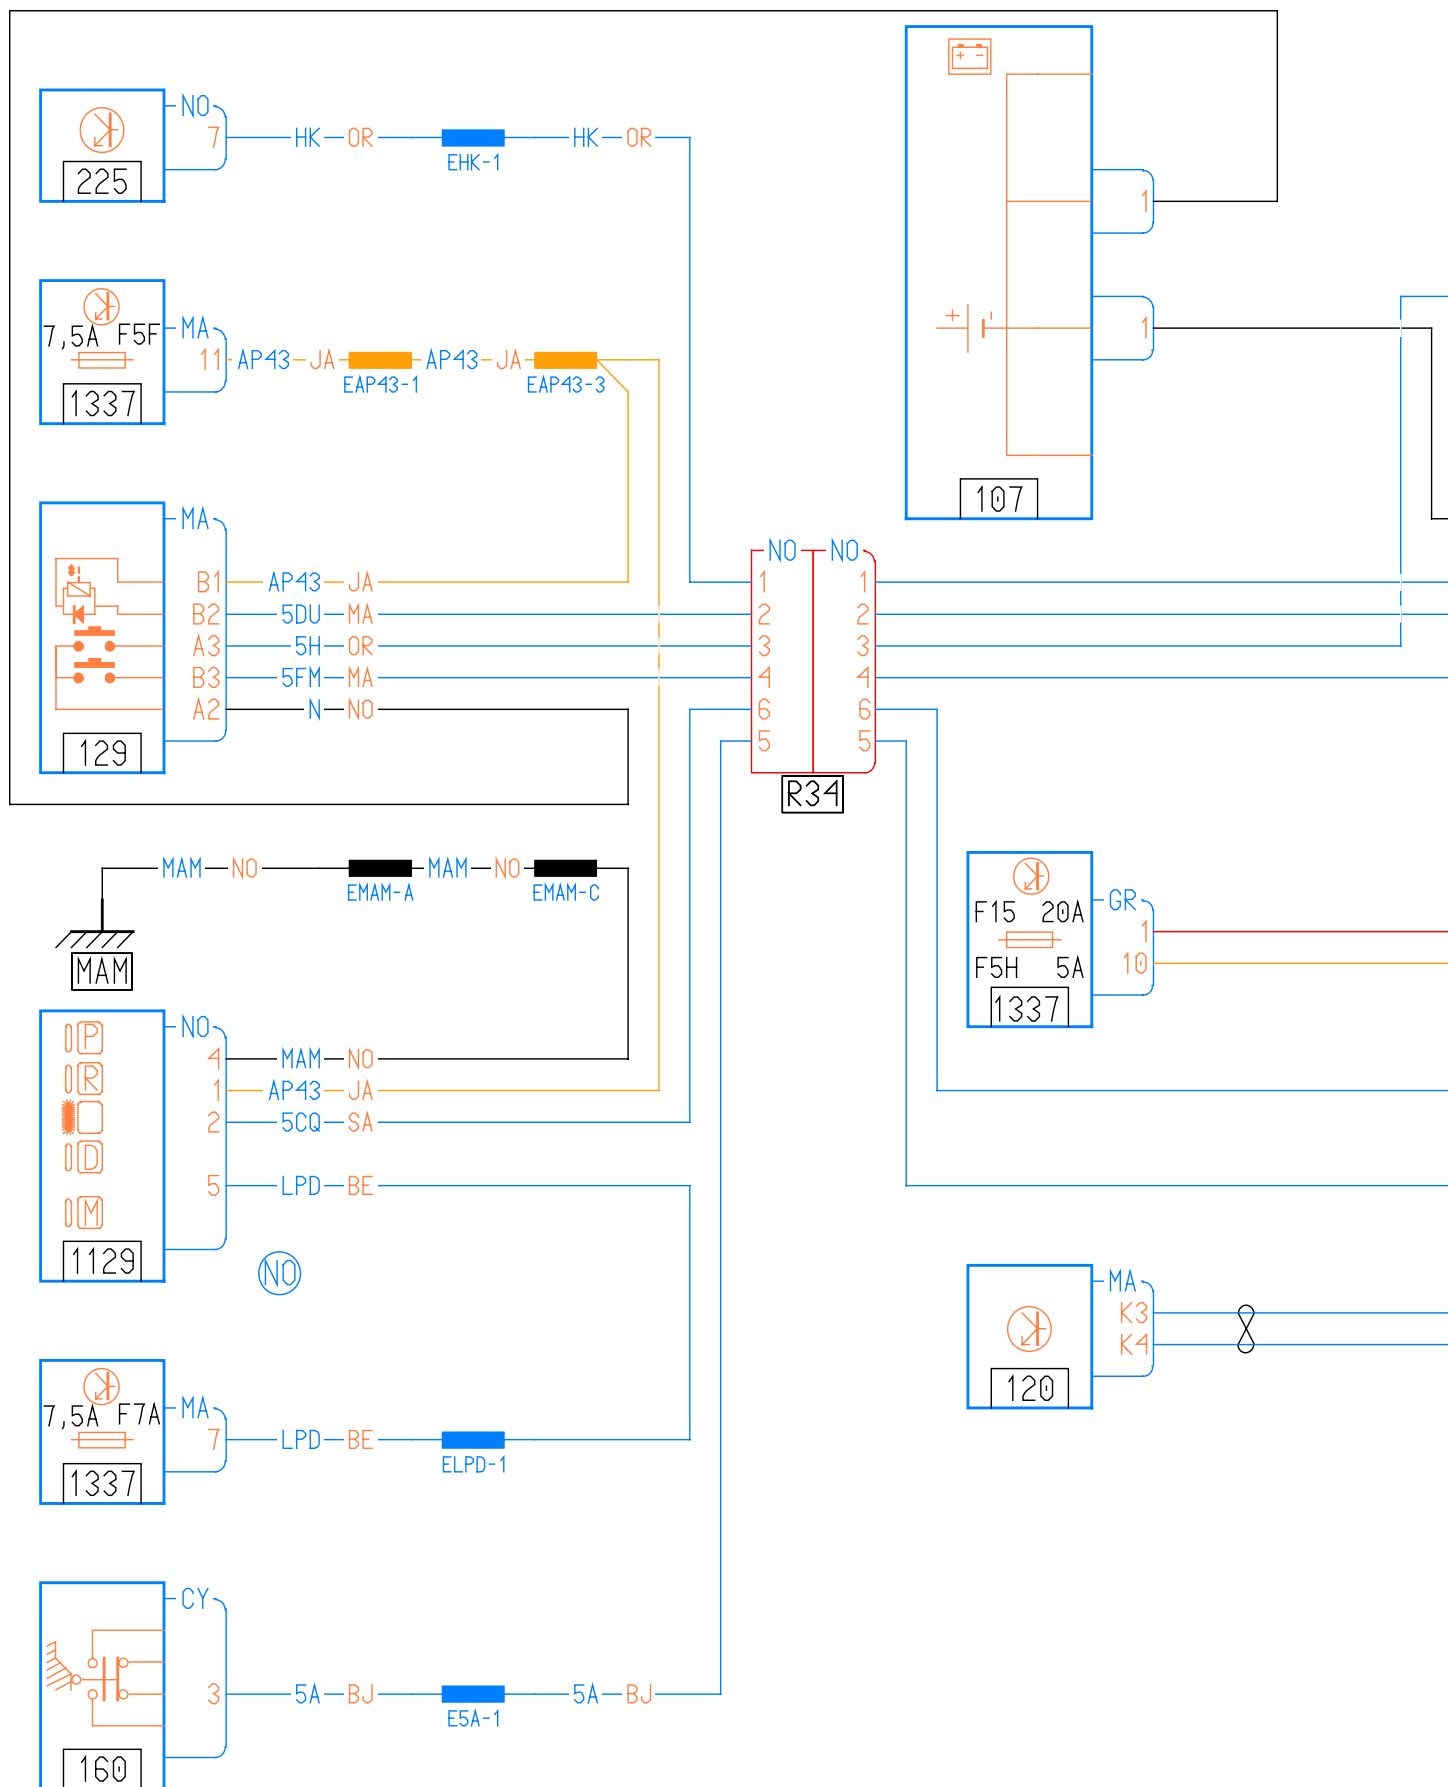 NO
7 HK OR HK OR
EHK-1
225
7,5A F5F MA
11 AP43 JA AP43 JA
EAP43-1 EAP43-3
1337
+ -
1
+ -
1
107
MA
B1 AP43 JA
B2 5DU MA
A3 5H OR
B3 5FM MA
A2 N NO
129
NO NO
1 1
2 2
3 3
4 4
6 6
5 5
R34
MAM NO MAM NO
EMAM-A EMAM-C
MAM
F15 20A GR
1
10
F5H 5A
1337
P
R
D
M
NO
4 MAM NO
1 AP43 JA
2 5CQ SA
5 LPD BE
1129
NO
MA
K3
K4
120
7,5A F7A MA
7 LPD BE
ELPD-1
1337
CY
3 5A BJ 5A BJ
E5A-1
160